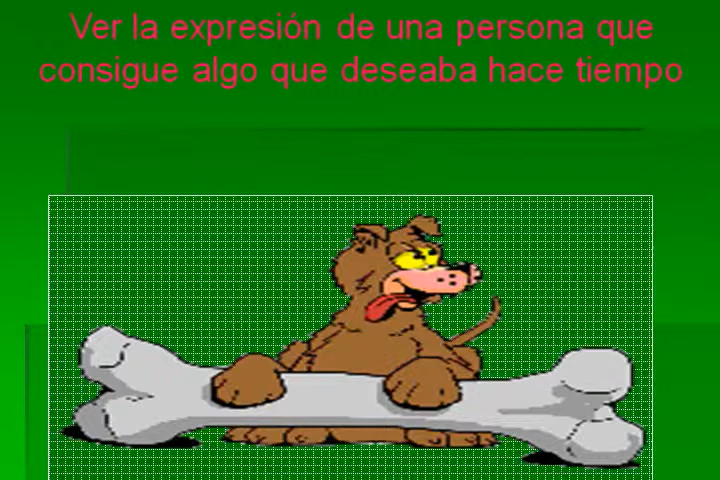 Ver la expresión de una persona que
consigue algo que deseaba hace tiempo